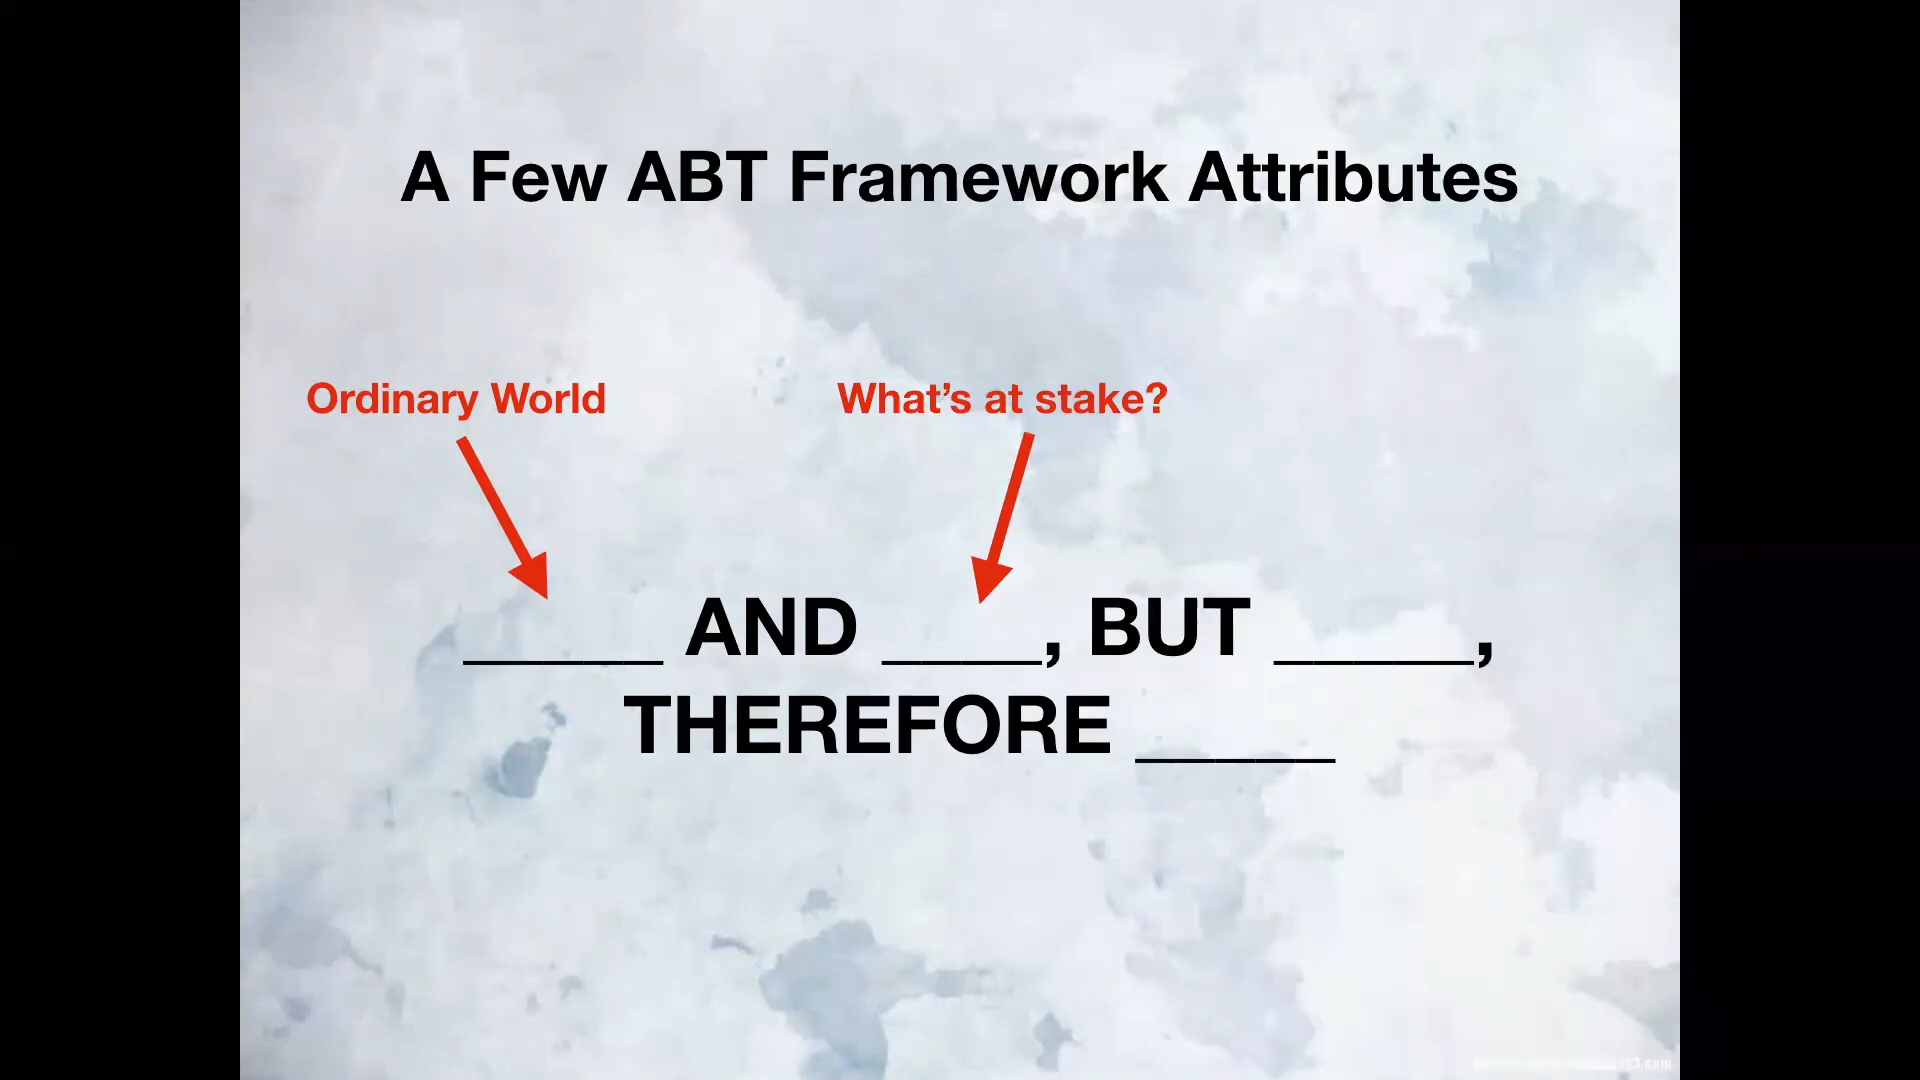 A Few ABT Framework Attributes
Ordinary World
What’s at stake?
_____ AND ____, BUT _____,
THEREFORE _____